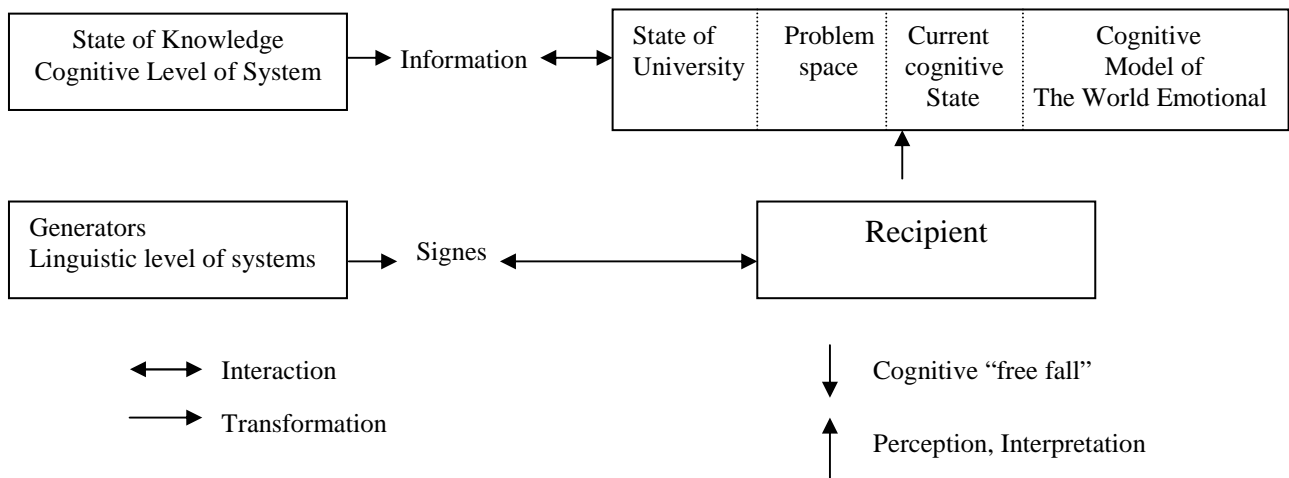 State of Knowledge
Cognitive Level of System
Information
State of
University
Problem
space
Current
cognitive
State
Cognitive
Model of
The World Emotional
Generators
Linguistic level of systems
Signes
Recipient
Interaction
Transformation
Cognitive “free fall”
Perception, Interpretation